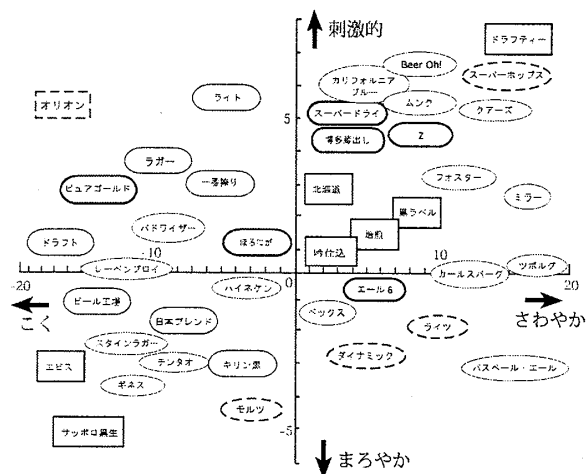 刺激的
ドラフティー
Beer Oh!
スーパーホップス
カリフォルニア
ブル…
ライト
オリオン
ムンク
クアーズ
スーパードライ
5
博多蔵出し
Z
ラガー
一番搾り
ピュアゴールド
北海道
フォスター
ミラー
黒ラベル
バドワイザー…
焙煎
ドラフト
ほろにが
吟仕込
レーベンブロイ
-10
10
ツボルグ
カールスバーグ
-20
0
20
ハイネケン
エール6
ビール工場
こく
さわやか
ベックス
日本ブレンド
ライツ
スタインラガ…
ダイナミック
エビス
チンタオ
キリン黒
バスペール・エール
ギネス
モルツ
サッポロ黒生
-5
まろやか